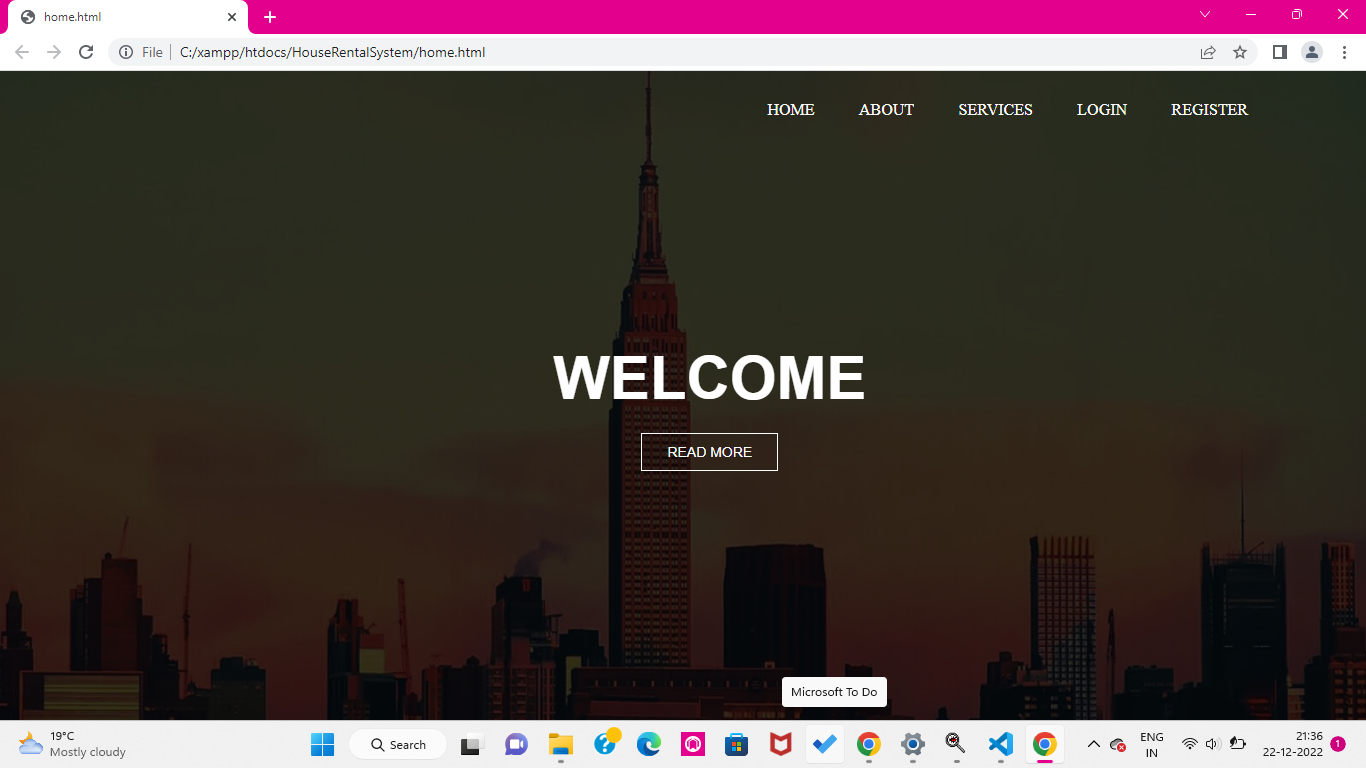 home.html
File
C:/xampp/htdocs/HouseRentalSystem/home.html
HOME ABOUT SERVICES LOGIN REGISTER
WELCOME
READ MORE
Microsoft To Do
19°C
Mostly cloudy
Search
ENG
IN
21:36
22-12-2022
1